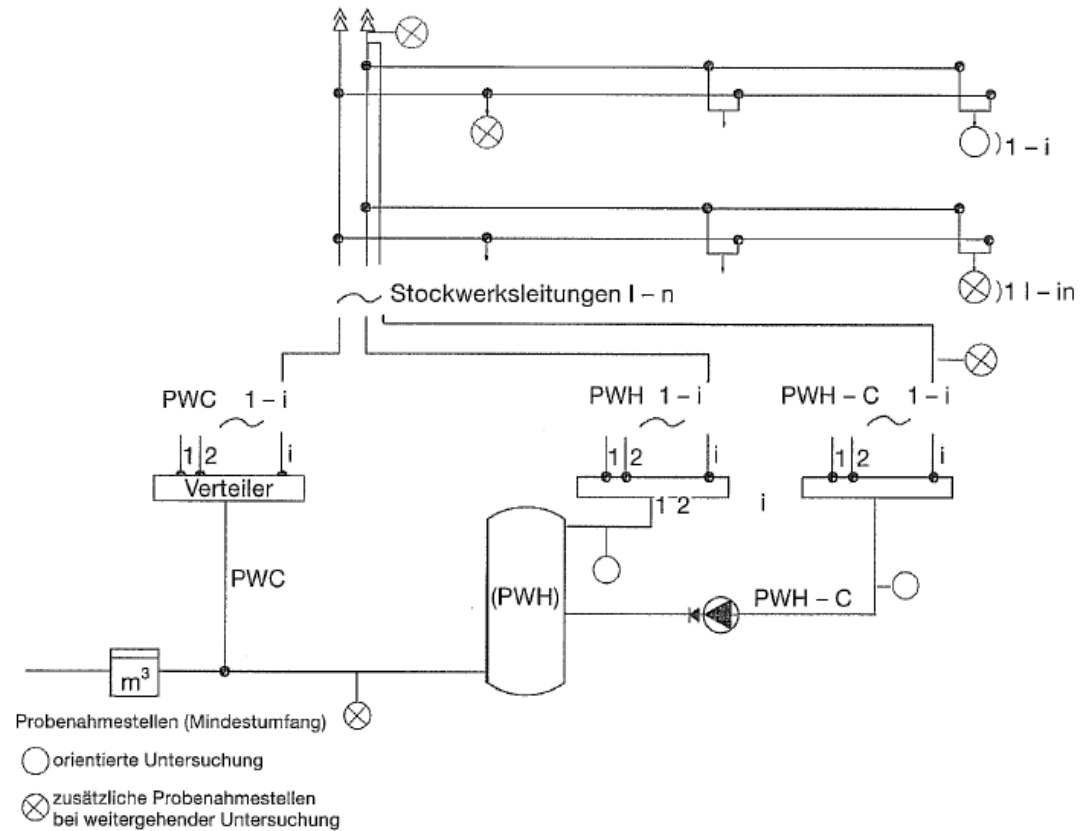 )1 – i
)1 I – in
Stockwerksleitungen I – n
PWC 1 – i
PWH 1 – i
PWH – C 1 – i
1 2 i
1 2 i
1 2 i
Verteiler
1 2 i
PWC
(PWH)
PWH – C
m³
Probenahmestellen (Mindestumfang)
orientierte Untersuchung
zusätzliche Probenahmestellen
bei weitergehender Untersuchung